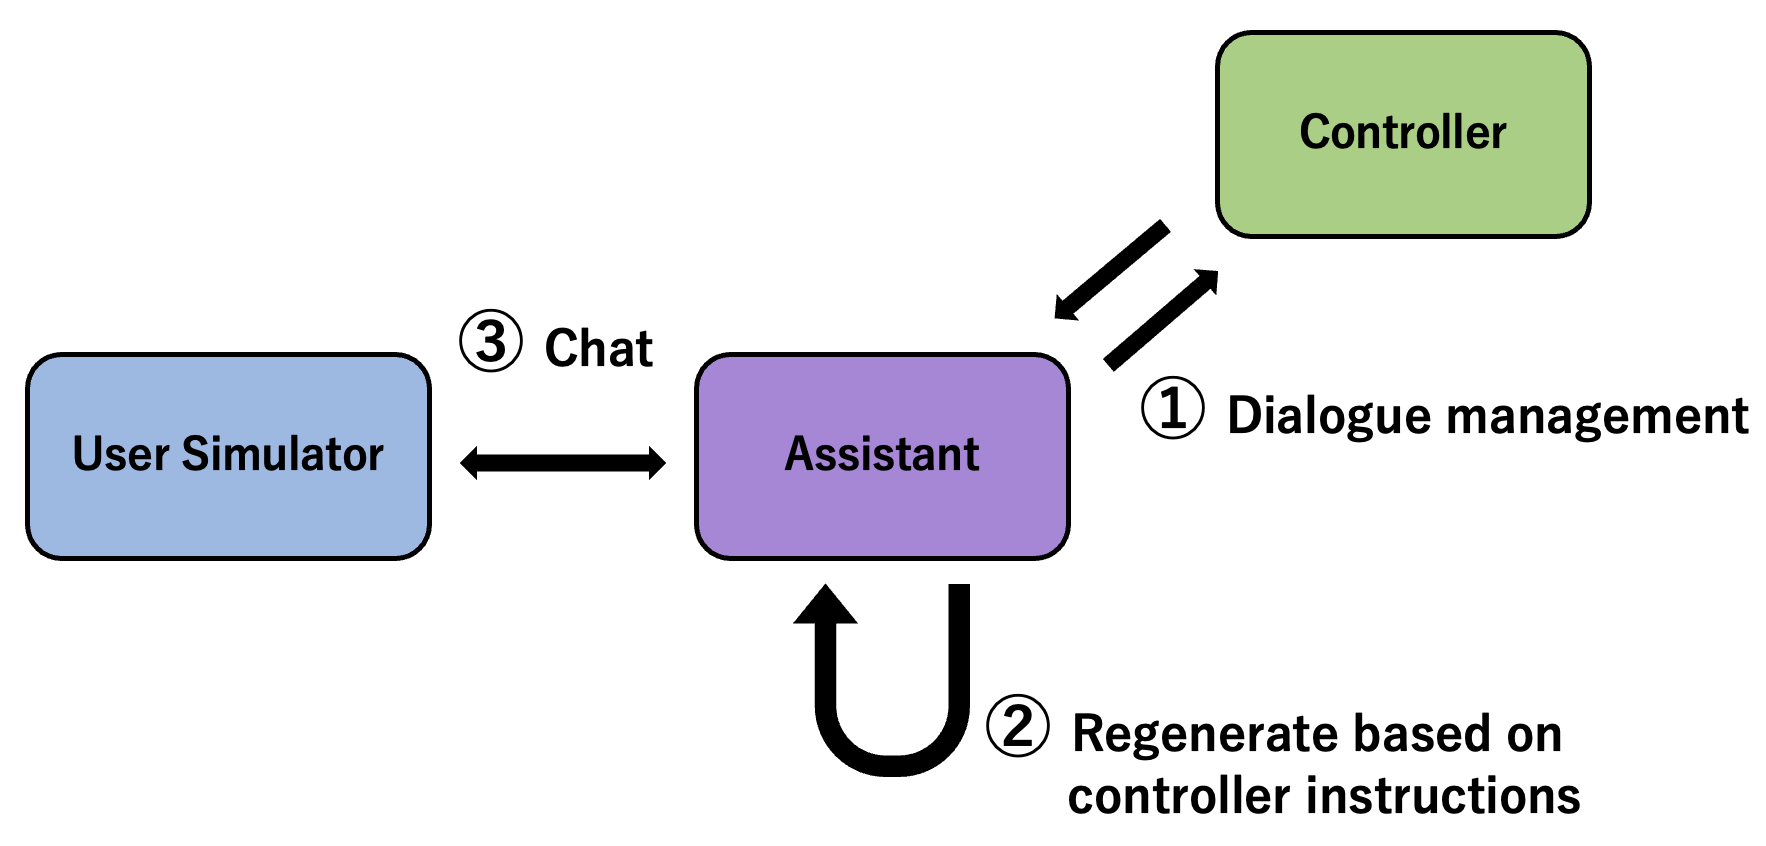 Controller
③ Chat
User Simulator
Assistant
① Dialogue management
② Regenerate based on
controller instructions